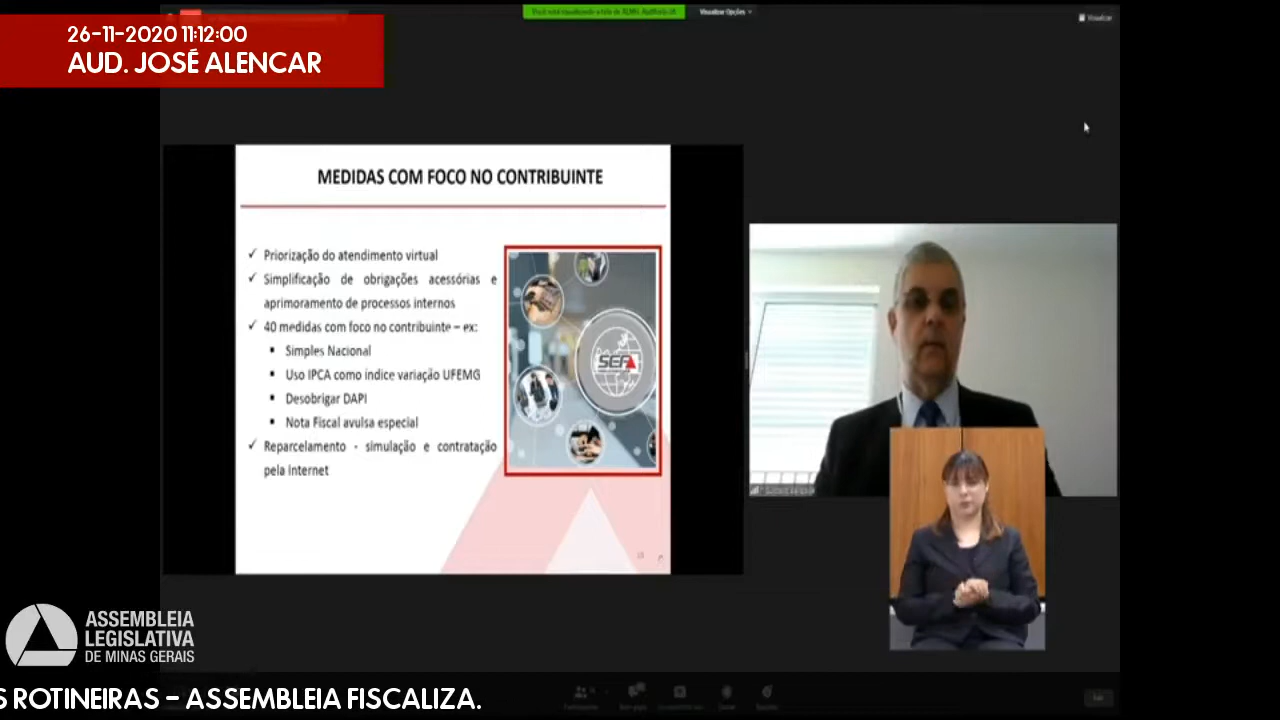 26-11-2020 11:12:00
AUD. JOSÉ ALENCAR
Visualizar Opções
Visualizar
MEDIDAS COM FOCO NO CONTRIBUINTE
✓ Priorização do atendimento virtual
✓ Simplificação de obrigações acessórias e
aprimoramento de processos internos
✓ 40 medidas com foco no contribuinte – ex:
▪ Simples Nacional
▪ Uso IPCA como índice variação UFEMG
▪ Desobrigar DAPI
▪ Nota Fiscal avulsa especial
✓ Reparcelamento - simulação e contratação
pela internet
SEF
ASSEMBLEIA
LEGISLATIVA
DE MINAS GERAIS
S ROTINEIRAS – ASSEMBLEIA FISCALIZA.